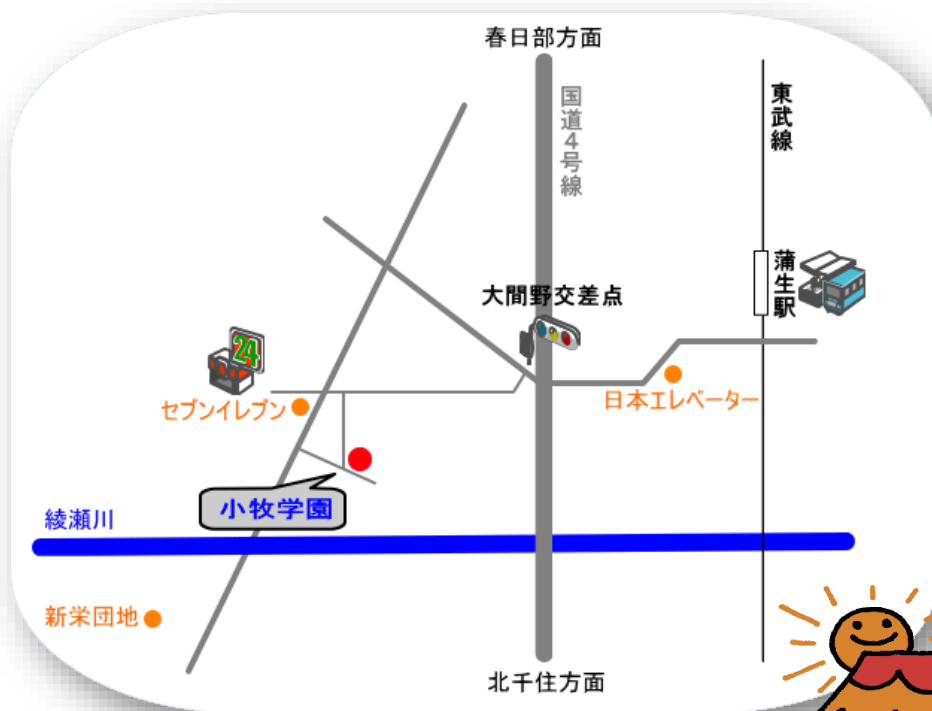 春日部方面
国道４号線
東武線
蒲生駅
大間野交差点
24
セブンイレブン
日本エレベーター
小牧学園
綾瀬川
新栄団地
北千住方面